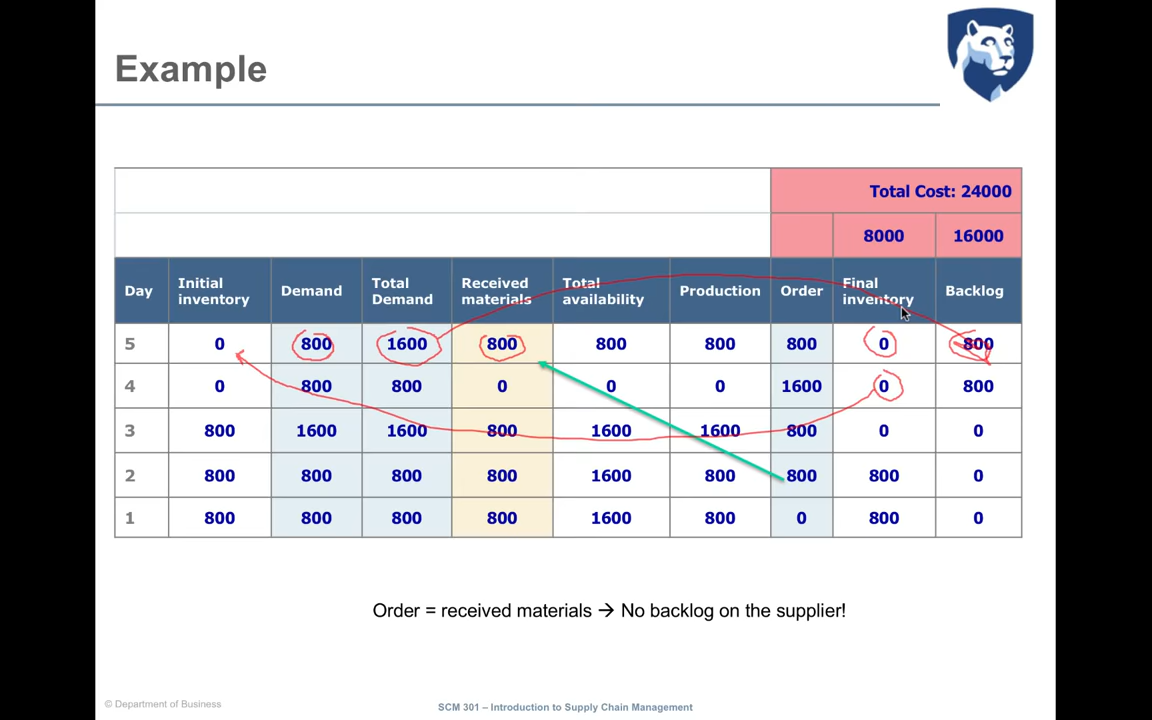 Example
Total Cost: 24000
8000 16000
Day Initial inventory Demand Total Demand Received materials Total availability Production Order Final inventory Backlog
5 0 800 1600 800 800 800 800 0 800
4 0 800 800 0 0 0 1600 0 800
3 800 1600 1600 800 1600 1600 800 0 0
2 800 800 800 800 1600 800 800 800 0
1 800 800 800 800 1600 800 0 800 0
Order = received materials → No backlog on the supplier!
© Department of Business
SCM 301 – Introduction to Supply Chain Management